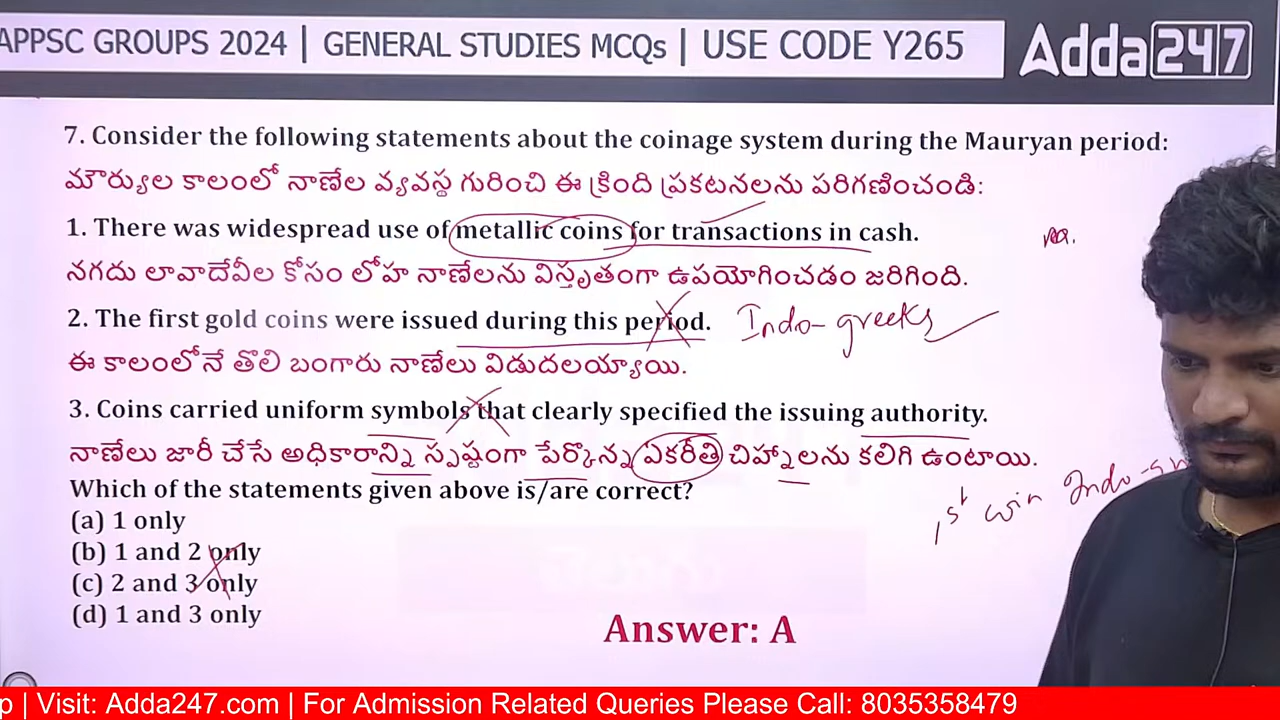 APPSC GROUPS 2024 | GENERAL STUDIES MCQs | USE CODE Y265
Adda247
7. Consider the following statements about the coinage system during the Mauryan period:
మౌర్యుల కాలంలో నాణేల వ్యవస్థ గురించి ఈ క్రింది ప్రకటనలను పరిగణించండి:
1. There was widespread use of metallic coins for transactions in cash.
నగదు లావాదేవీల కోసం లోహ నాణేలను విస్తృతంగా ఉపయోగించడం జరిగింది.
2. The first gold coins were issued during this period. Indo-greeks
ఈ కాలంలోనే తొలి బంగారు నాణేలు విడుదలయ్యాయి.
3. Coins carried uniform symbols that clearly specified the issuing authority.
నాణేలు జారీ చేసే అధికారాన్ని స్పష్టంగా పేర్కొన్న ఏకరీతి చిహ్నాలను కలిగి ఉంటాయి.
Which of the statements given above is/are correct?
1st coin Indo-
(a) 1 only
(b) 1 and 2 only
(c) 2 and 3 only
(d) 1 and 3 only
Answer: A
p | Visit: Adda247.com | For Admission Related Queries Please Call: 8035358479